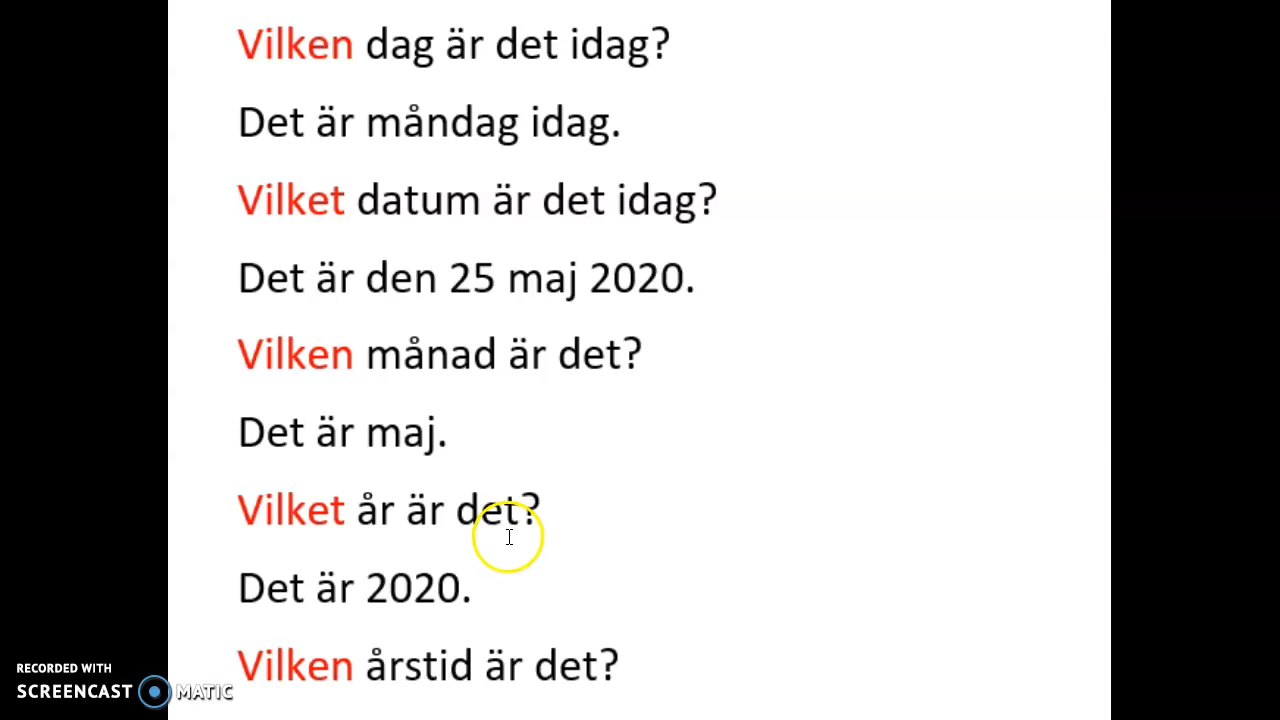 Vilken dag är det idag?
Det är måndag idag.
Vilket datum är det idag?
Det är den 25 maj 2020.
Vilken månad är det?
Det är maj.
Vilket år är det?
Det är 2020.
Vilken årstid är det?
RECORDED WITH
SCREENCAST MATIC